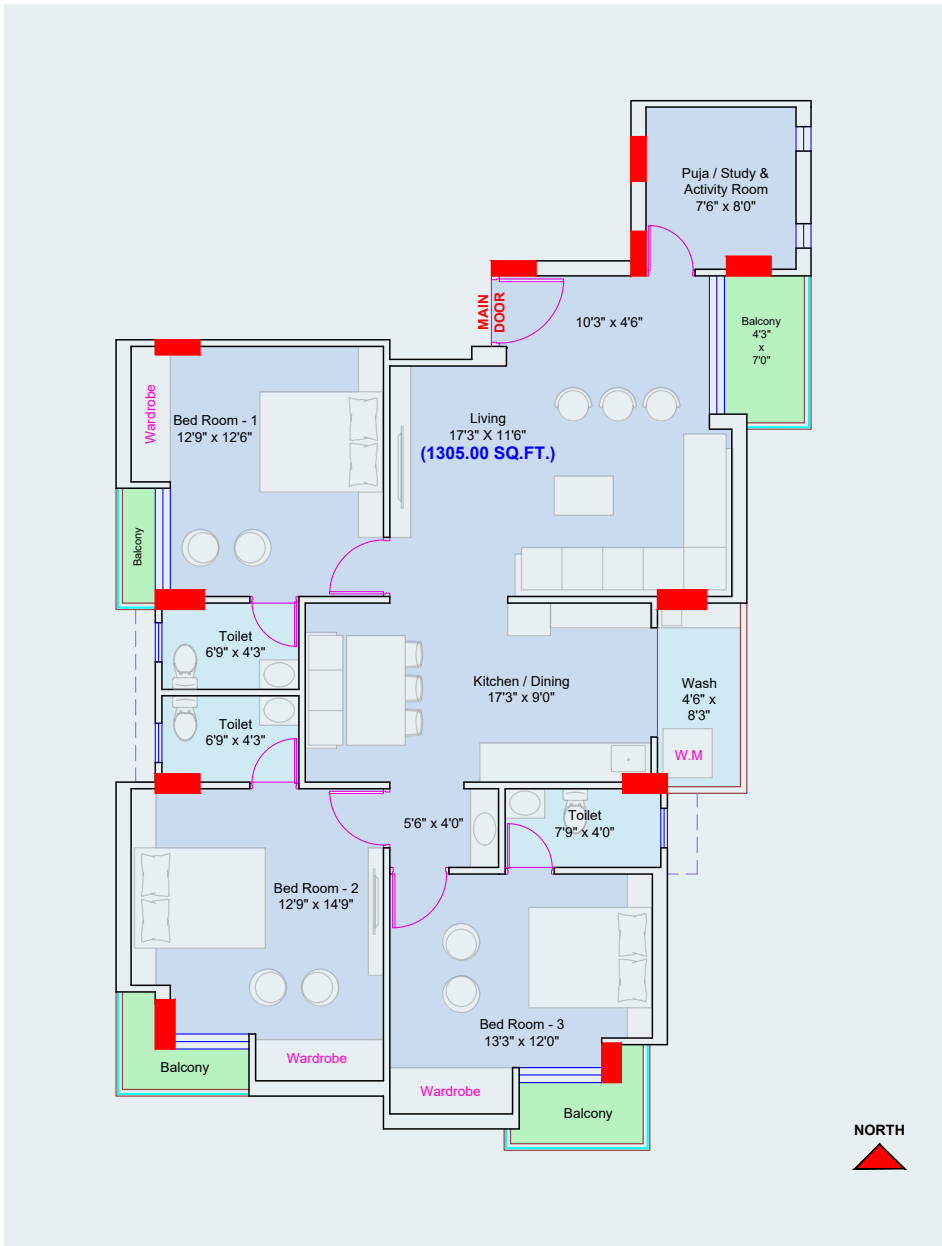 Puja / Study &
Activity Room
7'6" x 8'0"
MAIN
DOOR
10'3" x 4'6"
Balcony
4'3"
x
7'0"
Wardrobe
Bed Room - 1
12'9" x 12'6"
Living
17'3" X 11'6"
(1305.00 SQ.FT.)
Balcony
Toilet
6'9" x 4'3"
Kitchen / Dining
17'3" x 9'0"
Wash
4'6" x
8'3"
W.M
Toilet
6'9" x 4'3"
5'6" x 4'0"
Toilet
7'9" x 4'0"
Bed Room - 2
12'9" x 14'9"
Bed Room - 3
13'3" x 12'0"
Balcony
Wardrobe
Wardrobe
Balcony
NORTH